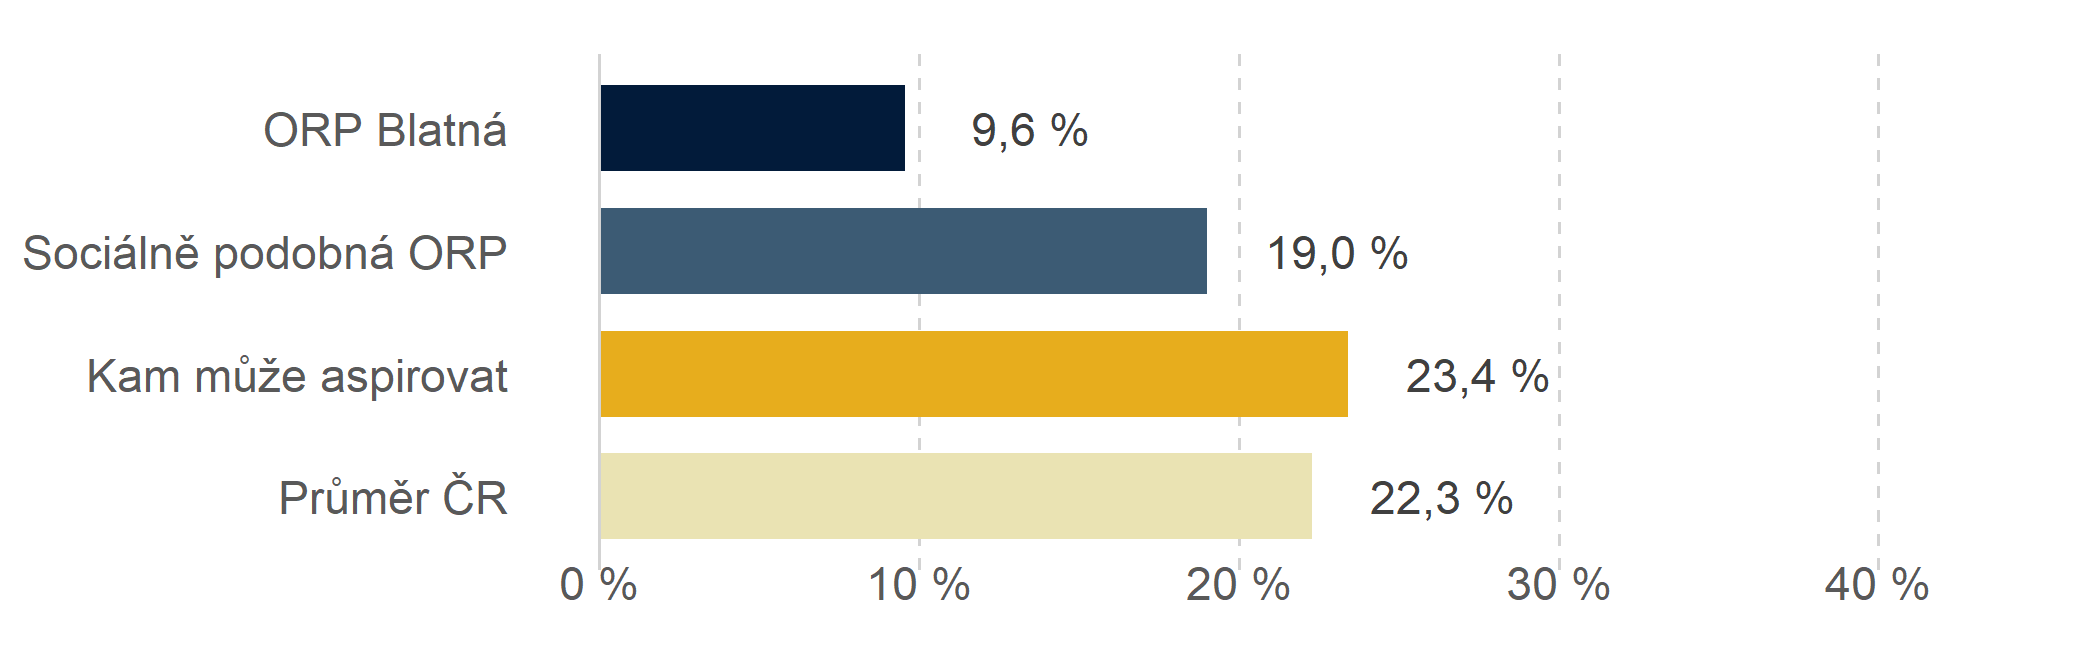 ORP Blatná
9,6 %
Sociálně podobná ORP
19,0 %
Kam může aspirovat
23,4 %
Průměr ČR
22,3 %
0 %
10 %
20 %
30 %
40 %